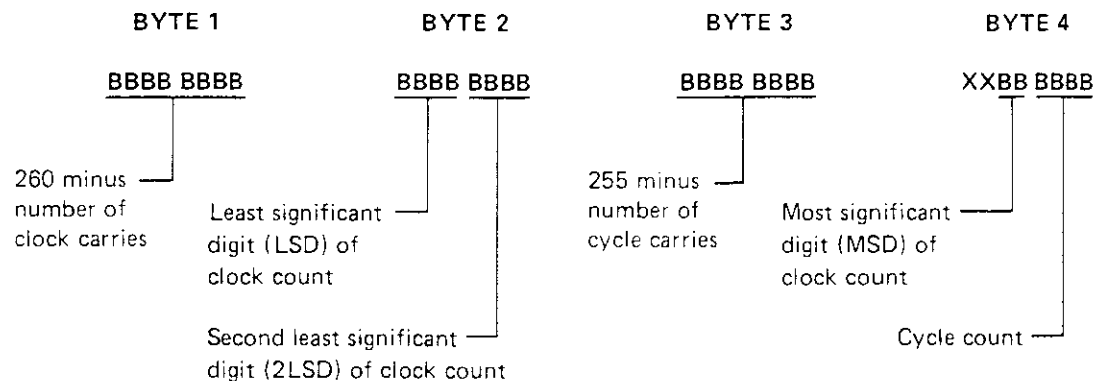 BYTE 1
BYTE 2
BYTE 3
BYTE 4
BBBB BBBB
BBBB BBBB
BBBB BBBB
XXBB BBBB
260 minus
number of
clock carries
Least significant
digit (LSD) of
clock count
Second least significant
digit (2LSD) of clock count
255 minus
number of
cycle carries
Most significant
digit (MSD) of
clock count
Cycle count